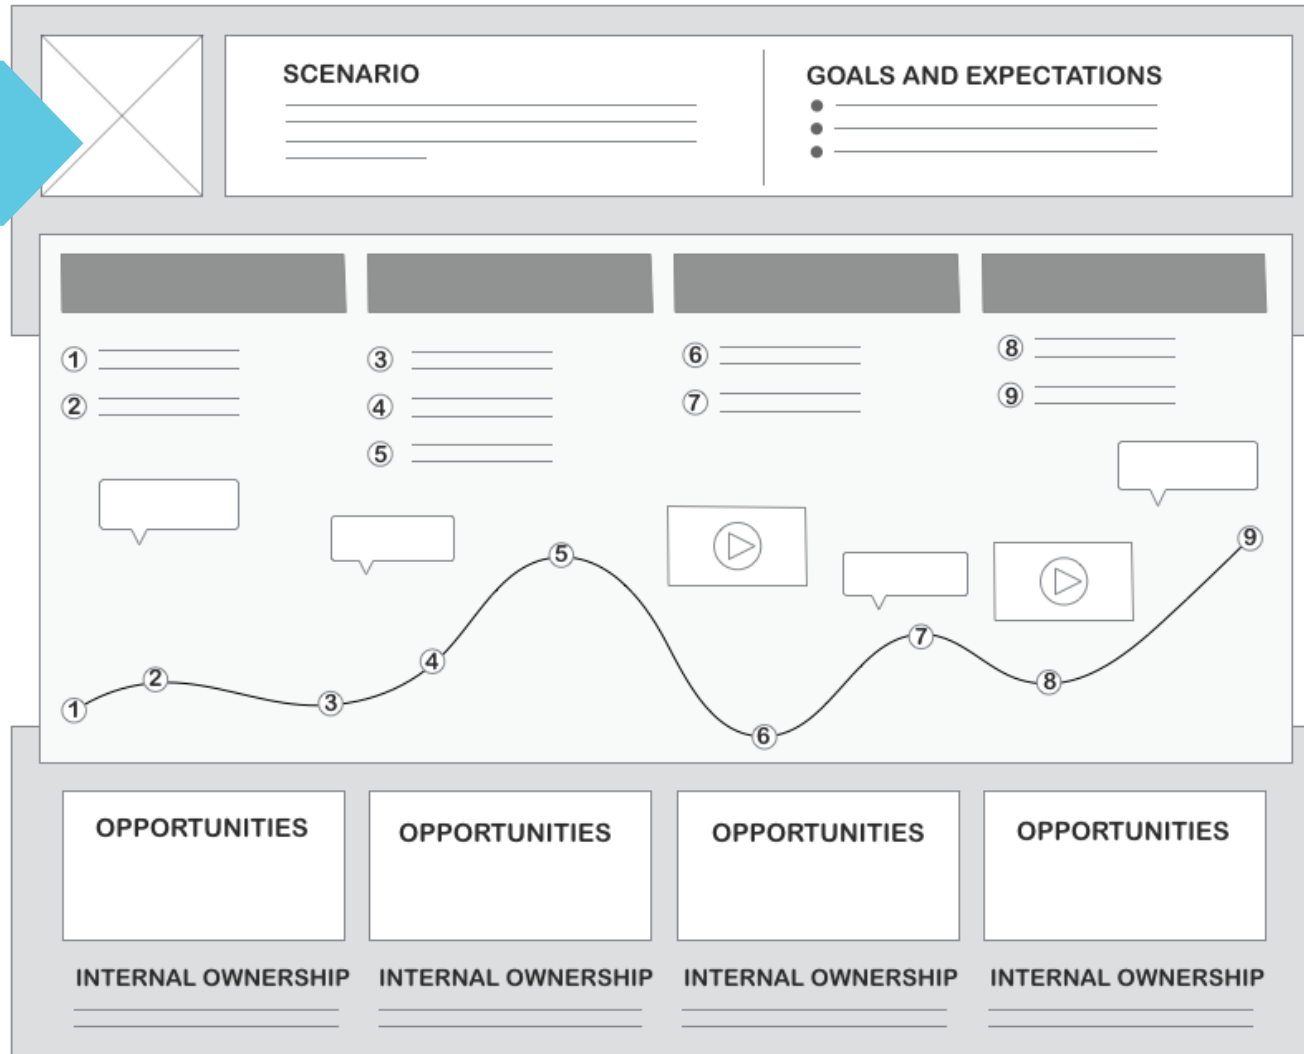 SCENARIO
GOALS AND EXPECTATIONS
1
2
3
4
5
6
7
8
9
1
2
3
4
5
6
7
8
9
OPPORTUNITIES
OPPORTUNITIES
OPPORTUNITIES
OPPORTUNITIES
INTERNAL OWNERSHIP
INTERNAL OWNERSHIP
INTERNAL OWNERSHIP
INTERNAL OWNERSHIP